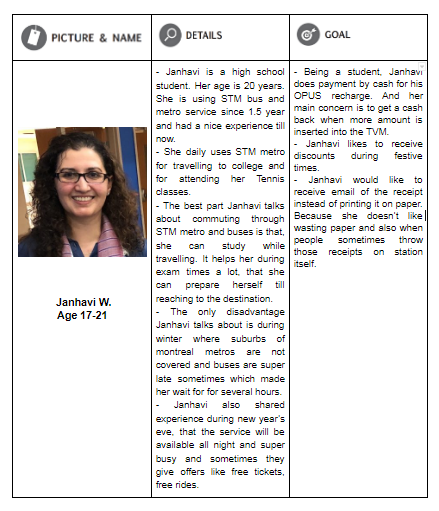 PICTURE & NAME
Janhavi W.
Age 17-21
DETAILS
- Janhavi is a high school
student. Her age is 20 years.
She is using STM bus and
metro service since 1.5 year
and had a nice experience till
now.
- She daily uses STM metro
for travelling to college and
for attending her Tennis
classes.
- The best part Janhavi talks
about commuting through
STM metro and buses is that,
she can study while
travelling. It helps her during
exam times a lot, that she
can prepare herself till
reaching to the destination.
- The only disadvantage
Janhavi talks about is during
winter where suburbs of
montreal metros are not
covered and buses are super
late sometimes which made
her wait for for several hours.
- Janhavi also shared
experience during new year's
eve, that the service will be
available all night and super
busy and sometimes they
give offers like free tickets,
free rides.
GOAL
- Being a student, Janhavi
does payment by cash for his
OPUS recharge. And her
main concern is to get a cash
back when more amount is
inserted into the TVM.
- Janhavi likes to receive
discounts during festive
times.
- Janhavi would like to
receive email of the receipt
instead of printing it on paper.
Because she doesn't like
wasting paper and also when
people sometimes throw
those receipts on station
itself.